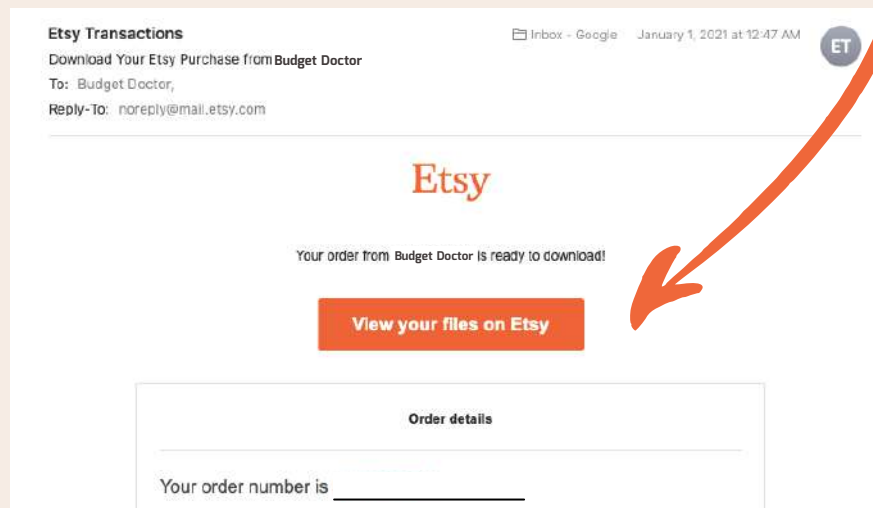 Etsy Transactions
Inbox - Google January 1, 2021 at 12:47 AM
ET
Download Your Etsy Purchase from Budget Doctor
To: Budget Doctor,
Reply-To: noreply@mail.etsy.com
Etsy
Your order from Budget Doctor is ready to download!
View your files on Etsy
Order details
Your order number is